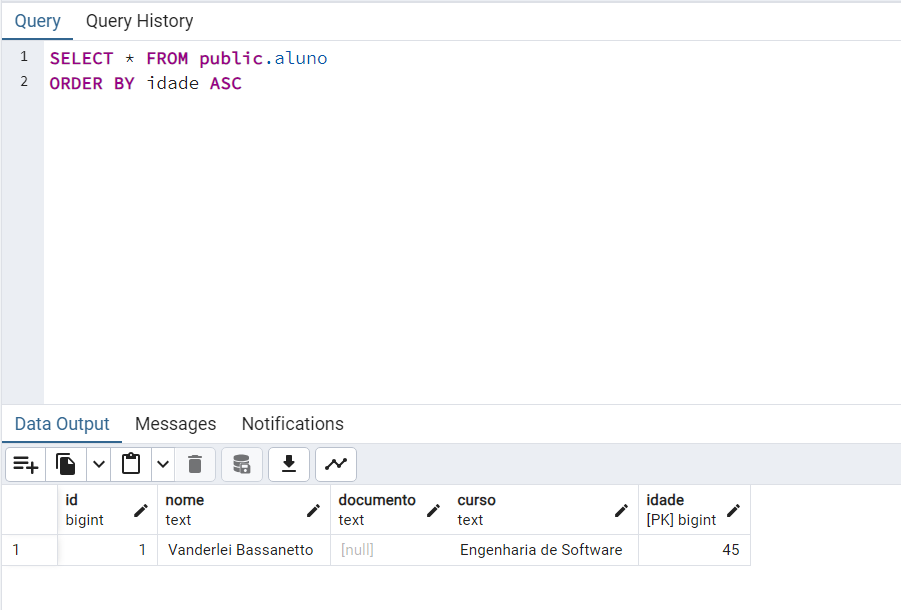 Query Query History
1 SELECT * FROM public.aluno
2 ORDER BY idade ASC
Data Output Messages Notifications
id nome documento curso idade
bigint text text text [PK] bigint
1 1 Vanderlei Bassanetto [null] Engenharia de Software 45